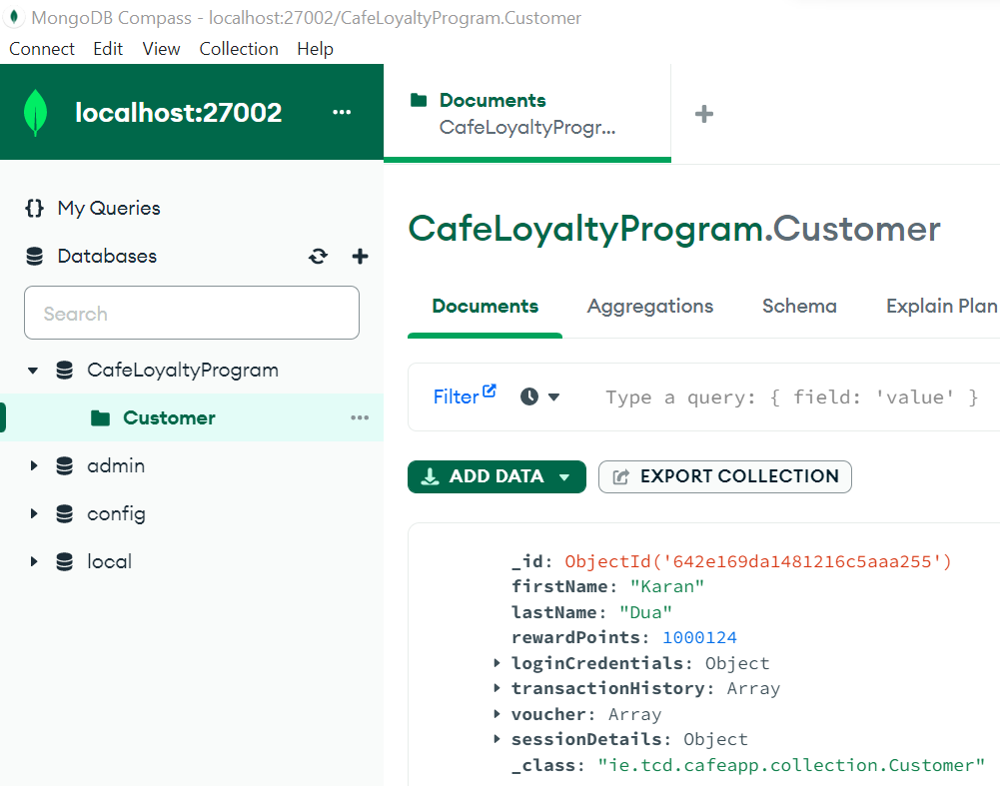 MongoDB Compass - localhost:27002/CafeLoyaltyProgram.Customer
Connect Edit View Collection Help
localhost:27002 ...
Documents
CafeLoyaltyProgr...
+
{} My Queries
Databases
Search
CafeLoyaltyProgram
Customer ...
admin
config
local
CafeLoyaltyProgram.Customer
Documents Aggregations Schema Explain Plan
Filter Type a query: { field: 'value' }
ADD DATA EXPORT COLLECTION
_id: ObjectId('642e169da1481216c5aaa255')
firstName: "Karan"
lastName: "Dua"
rewardPoints: 1000124
loginCredentials: Object
transactionHistory: Array
voucher: Array
sessionDetails: Object
_class: "ie.tcd.cafeapp.collection.Customer"